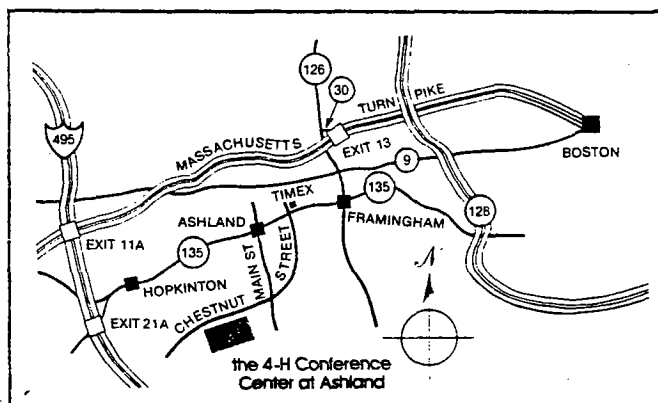 126
30
TURN PIKE
495
MASSACHUSETTS
EXIT 13
BOSTON
9
TIMEX
135
128
ASHLAND
FRAMINGHAM
EXIT 11A
135
MAIN ST
STREET
N
HOPKINTON
CHESTNUT
EXIT 21A
the 4-H Conference
Center at Ashland